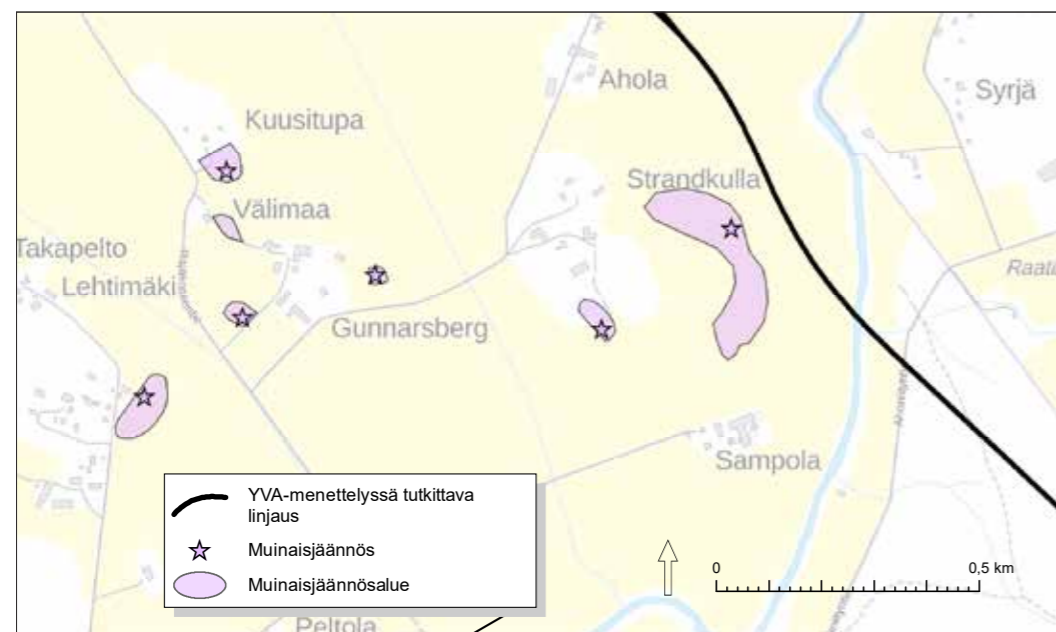 Ahola
Syrjä
Kuusitupa
Strandkulla
Välimaa
Takapelto
Lehtimäki
Gunnarsberg
Sampola
YVA-menettelyssä tutkittava
linjaus
Muinaisjäännös
Muinaisjäännösalue
0
0,5 km
Peltola